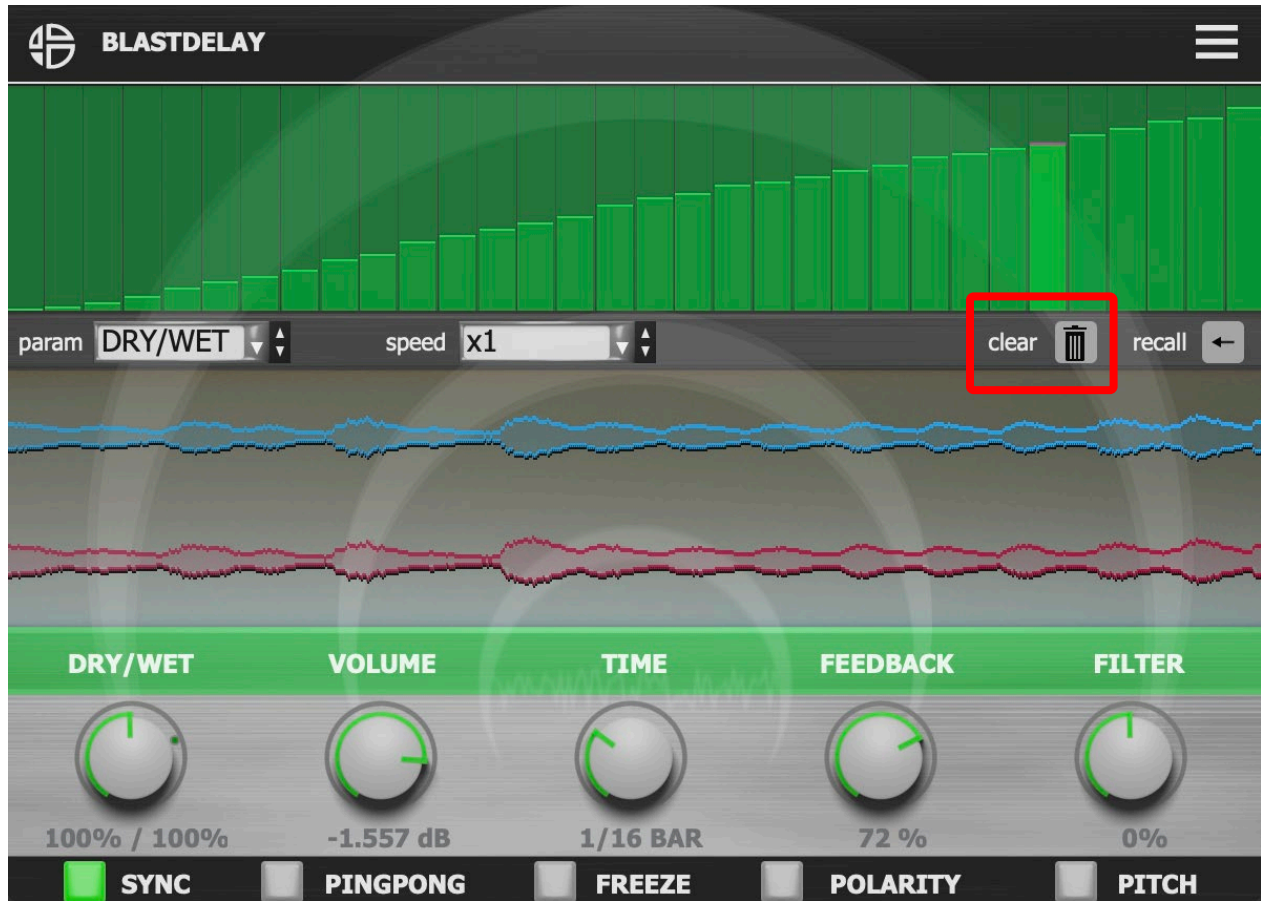 BLASTDELAY
param DRY/WET speed x1 clear recall
DRY/WET VOLUME TIME FEEDBACK FILTER
100% / 100% -1.557 dB 1/16 BAR 72 % 0%
SYNC PINGPONG FREEZE POLARITY PITCH